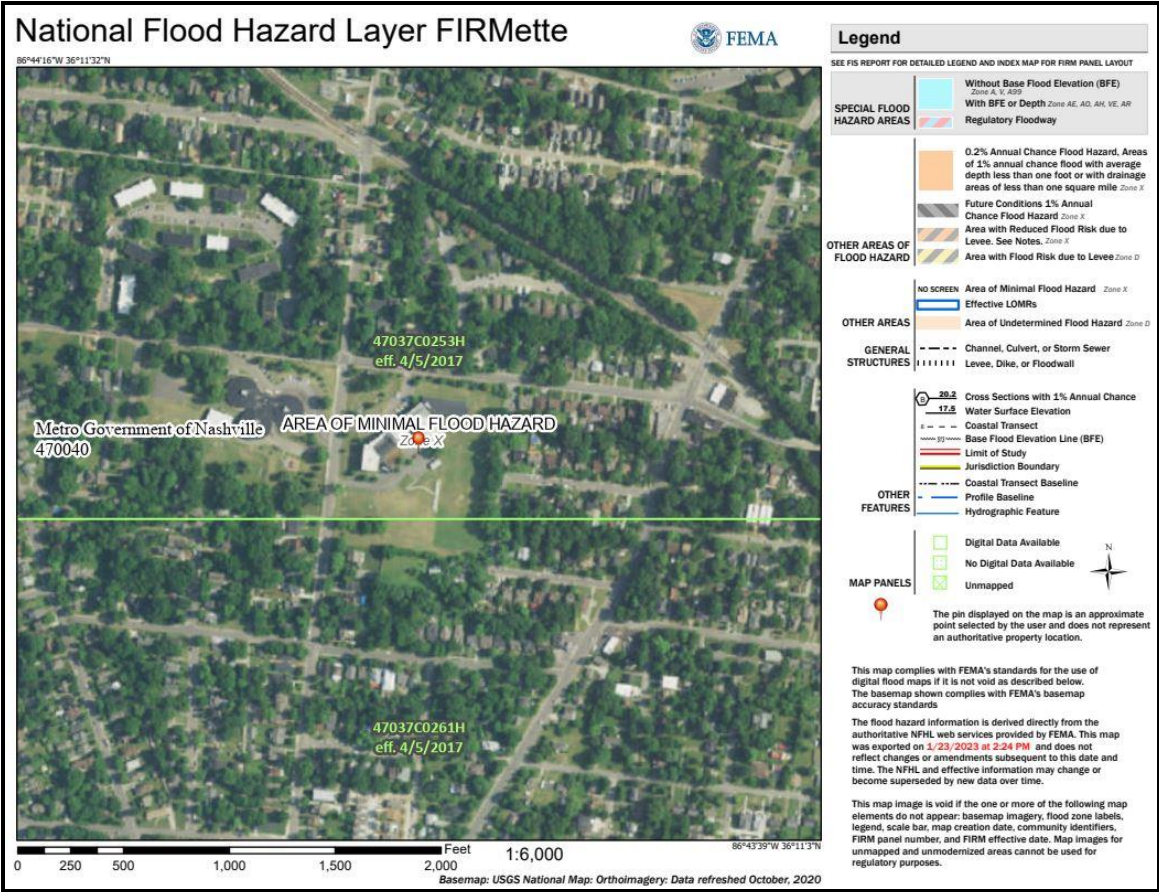 National Flood Hazard Layer FIRMette
FEMA
86°44'16"W 36°11'32"N
47037C0253H
eff. 4/5/2017
AREA OF MINIMAL FLOOD HAZARD
Zone X
Metro Government of Nashville
470040
47037C0261H
eff. 4/5/2017
86°43'39"W 36°11'3"N
Feet
0 250 500 1,000 1,500 2,000
1:6,000
Basemap: USGS National Map: Orthoimagery: Data refreshed October, 2020
Legend
SEE FIS REPORT FOR DETAILED LEGEND AND INDEX MAP FOR FIRM PANEL LAYOUT
SPECIAL FLOOD
HAZARD AREAS
Without Base Flood Elevation (BFE)
Zone A, V, A99
With BFE or Depth Zone AE, AO, AH, VE, AR
Regulatory Floodway
OTHER AREAS OF
FLOOD HAZARD
0.2% Annual Chance Flood Hazard, Areas
of 1% annual chance flood with average
depth less than one foot or with drainage
areas of less than one square mile Zone X
Future Conditions 1% Annual
Chance Flood Hazard Zone X
Area with Reduced Flood Risk due to
Levee. See Notes. Zone X
Area with Flood Risk due to Levee Zone D
OTHER AREAS
NO SCREEN Area of Minimal Flood Hazard Zone X
Effective LOMRs
Area of Undetermined Flood Hazard Zone D
GENERAL
STRUCTURES
Channel, Culvert, or Storm Sewer
Levee, Dike, or Floodwall
OTHER
FEATURES
B 20.2 Cross Sections with 1% Annual Chance
17.5 Water Surface Elevation
Coastal Transect
Base Flood Elevation Line (BFE)
Limit of Study
Jurisdiction Boundary
Coastal Transect Baseline
Profile Baseline
Hydrographic Feature
MAP PANELS
Digital Data Available
No Digital Data Available
Unmapped
N
The pin displayed on the map is an approximate
point selected by the user and does not represent
an authoritative property location.
This map complies with FEMA's standards for the use of
digital flood maps if it is not void as described below.
The basemap shown complies with FEMA's basemap
accuracy standards
The flood hazard information is derived directly from the
authoritative NFHL web services provided by FEMA. This map
was exported on 1/23/2023 at 2:24 PM and does not
reflect changes or amendments subsequent to this date and
time. The NFHL and effective information may change or
become superseded by new data over time.
This map image is void if the one or more of the following map
elements do not appear: basemap imagery, flood zone labels,
legend, scale bar, map creation date, community identifiers,
FIRM panel number, and FIRM effective date. Map images for
unmapped and unmodernized areas cannot be used for
regulatory purposes.